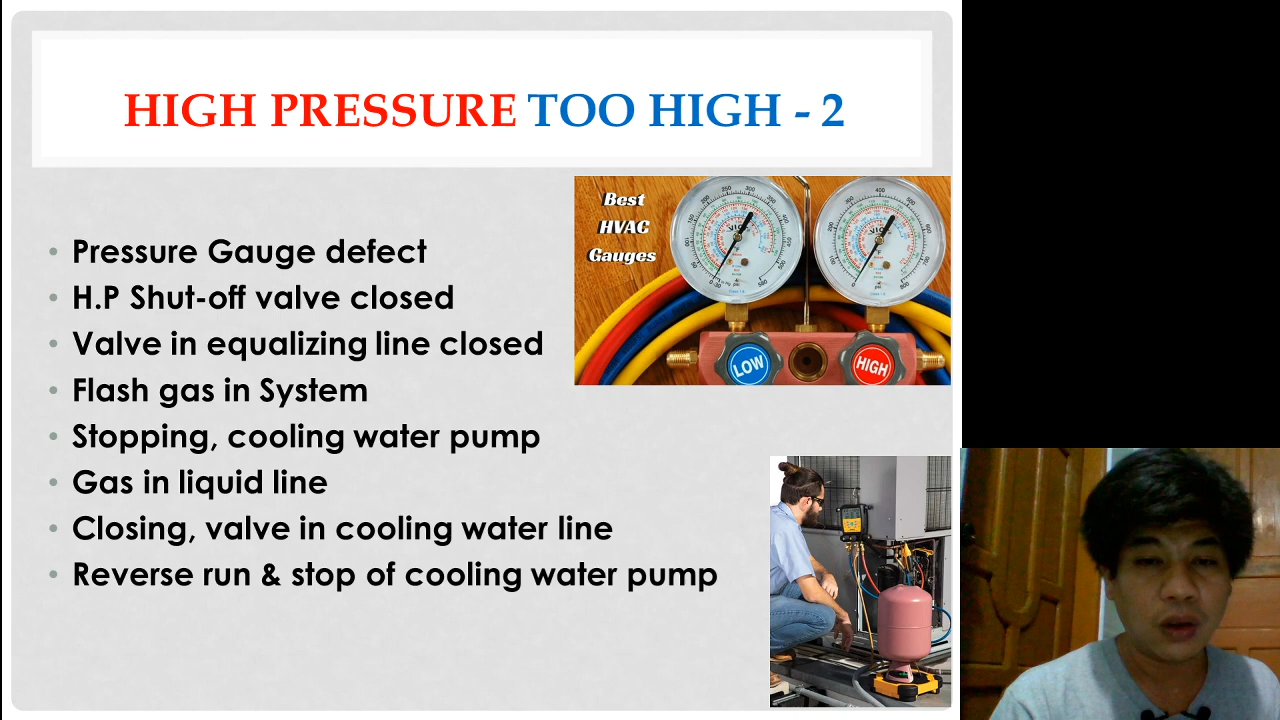 HIGH PRESSURE TOO HIGH - 2
Best
HVAC
Gauges
• Pressure Gauge defect
• H.P Shut-off valve closed
• Valve in equalizing line closed
• Flash gas in System
• Stopping, cooling water pump
• Gas in liquid line
• Closing, valve in cooling water line
• Reverse run & stop of cooling water pump
LOW
HIGH